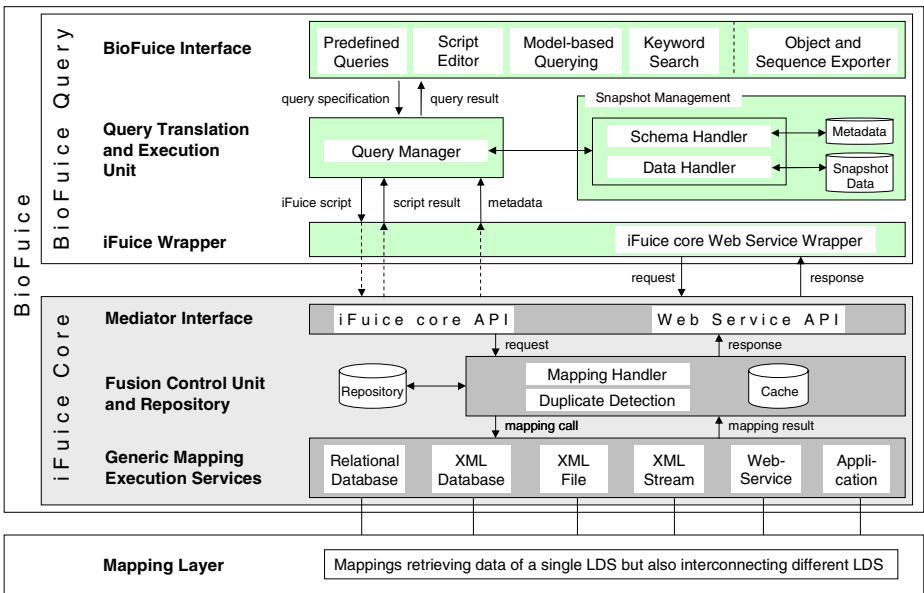 BioFuice
BioFuice Query
BioFuice Interface
Predefined
Queries
Script
Editor
Model-based
Querying
Keyword
Search
Object and
Sequence Exporter
query specification
query result
Snapshot Management
Query Translation
and Execution
Unit
Query Manager
Schema Handler
Data Handler
Metadata
Snapshot
Data
iFuice script
script result
metadata
iFuice Wrapper
iFuice core Web Service Wrapper
request
response
iFuice Core
Mediator Interface
iFuice core API
Web Service API
request
response
Fusion Control Unit
and Repository
Repository
Mapping Handler
Duplicate Detection
Cache
mapping call
mapping result
Generic Mapping
Execution Services
Relational
Database
XML
Database
XML
File
XML
Stream
Web-
Service
Appli-
cation
Mapping Layer
Mappings retrieving data of a single LDS but also interconnecting different LDS